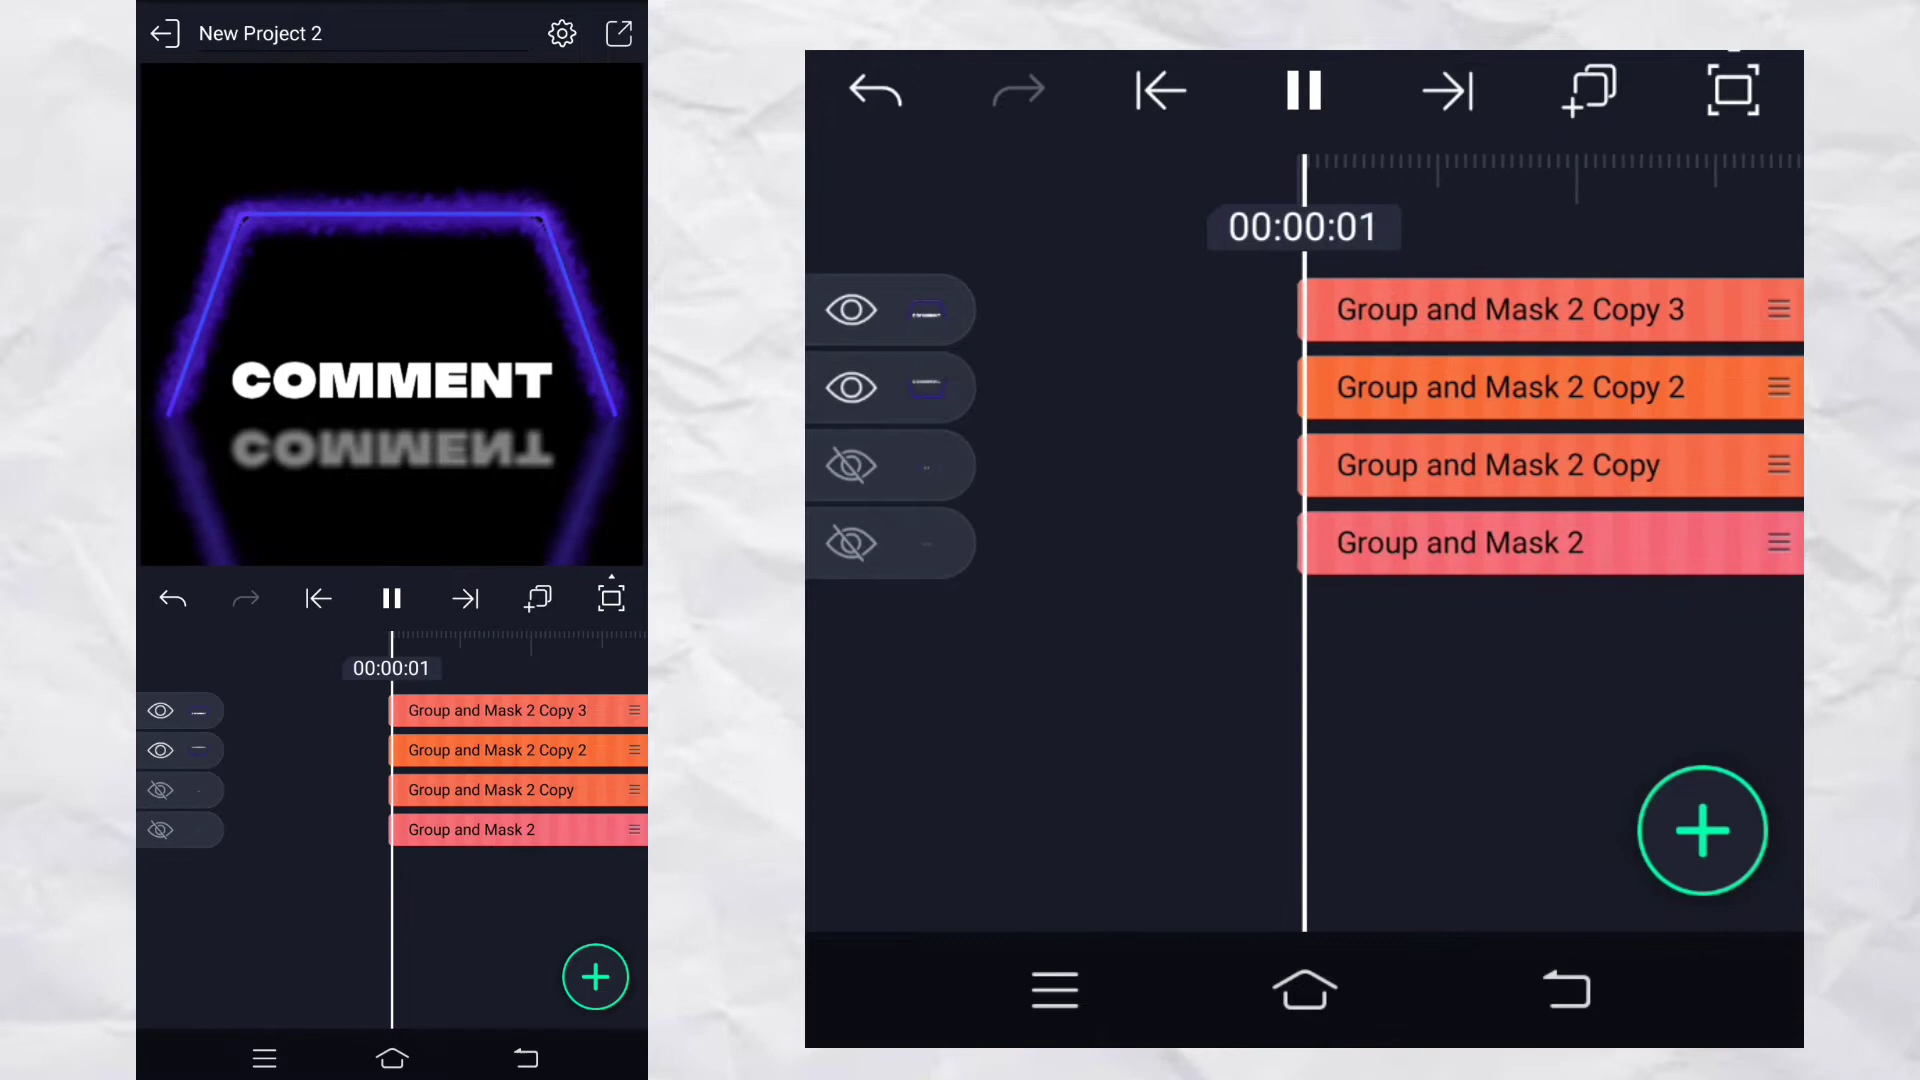 New Project 2
COMMENT
COMMENT
00:00:01
Group and Mask 2 Copy 3
Group and Mask 2 Copy 2
Group and Mask 2 Copy
Group and Mask 2
00:00:01
Group and Mask 2 Copy 3
Group and Mask 2 Copy 2
Group and Mask 2 Copy
Group and Mask 2